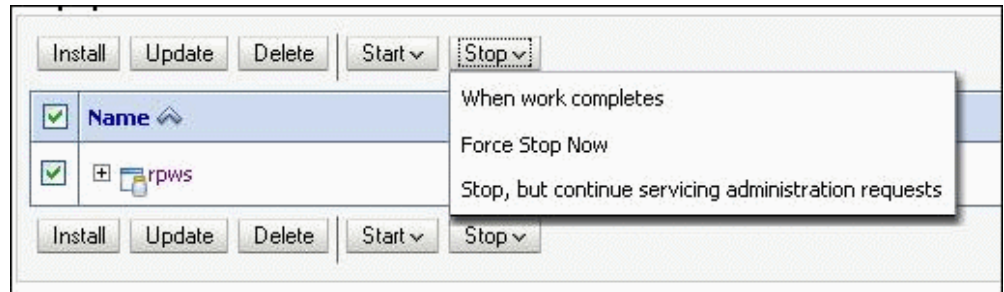 Install Update Delete Start Stop
When work completes
Name
Force Stop Now
rpws
Stop, but continue servicing administration requests
Install Update Delete Start Stop